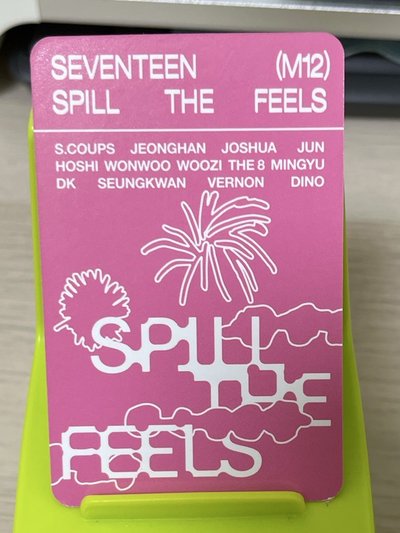 SEVENTEEN (M12)
SPILL THE FEELS
S.COUPS JEONGHAN JOSHUA JUN
HOSHI WONWOO WOOZI THE 8 MINGYU
DK SEUNGKWAN VERNON DINO
SPILL
THE
FEELS